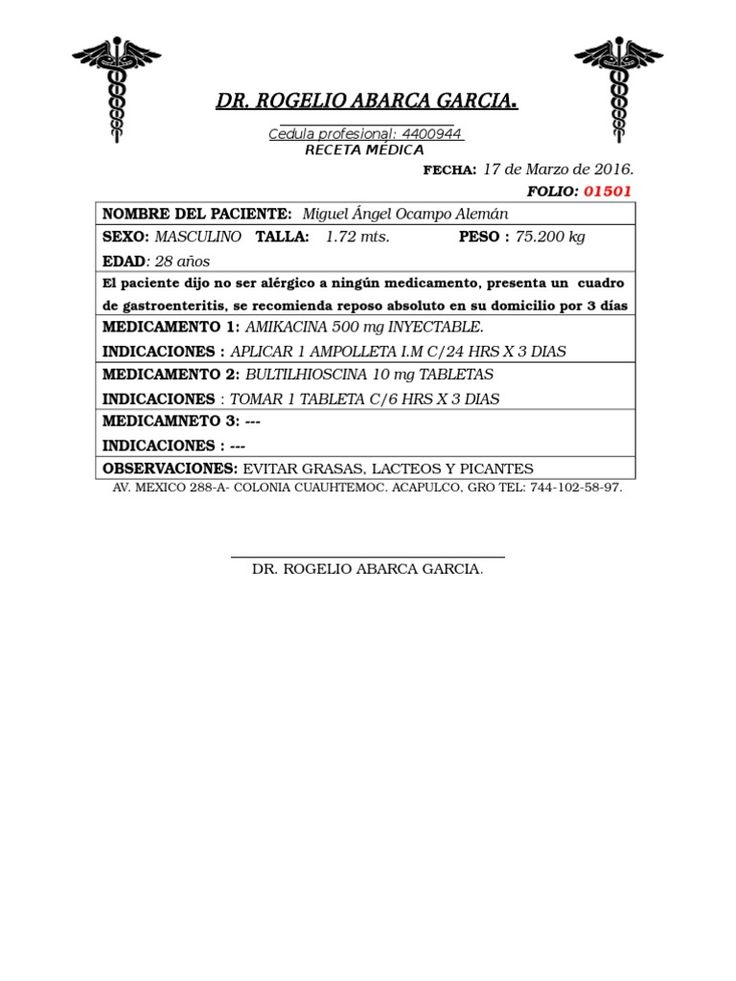 DR. ROGELIO ABARCA GARCIA.
Cedula profesional: 4400944
RECETA MÉDICA
FECHA: 17 de Marzo de 2016.
FOLIO: 01501
NOMBRE DEL PACIENTE: Miguel Ángel Ocampo Alemán
SEXO: MASCULINO TALLA: 1.72 mts. PESO : 75.200 kg
EDAD: 28 años
El paciente dijo no ser alérgico a ningún medicamento, presenta un cuadro
de gastroenteritis, se recomienda reposo absoluto en su domicilio por 3 días
MEDICAMENTO 1: AMIKACINA 500 mg INYECTABLE.
INDICACIONES : APLICAR 1 AMPOLLETA I.M C/24 HRS X 3 DIAS
MEDICAMENTO 2: BULTILHIOSCINA 10 mg TABLETAS
INDICACIONES : TOMAR 1 TABLETA C/6 HRS X 3 DIAS
MEDICAMNETO 3: ---
INDICACIONES : ---
OBSERVACIONES: EVITAR GRASAS, LACTEOS Y PICANTES
AV. MEXICO 288-A- COLONIA CUAUHTEMOC. ACAPULCO, GRO TEL: 744-102-58-97.
DR. ROGELIO ABARCA GARCIA.